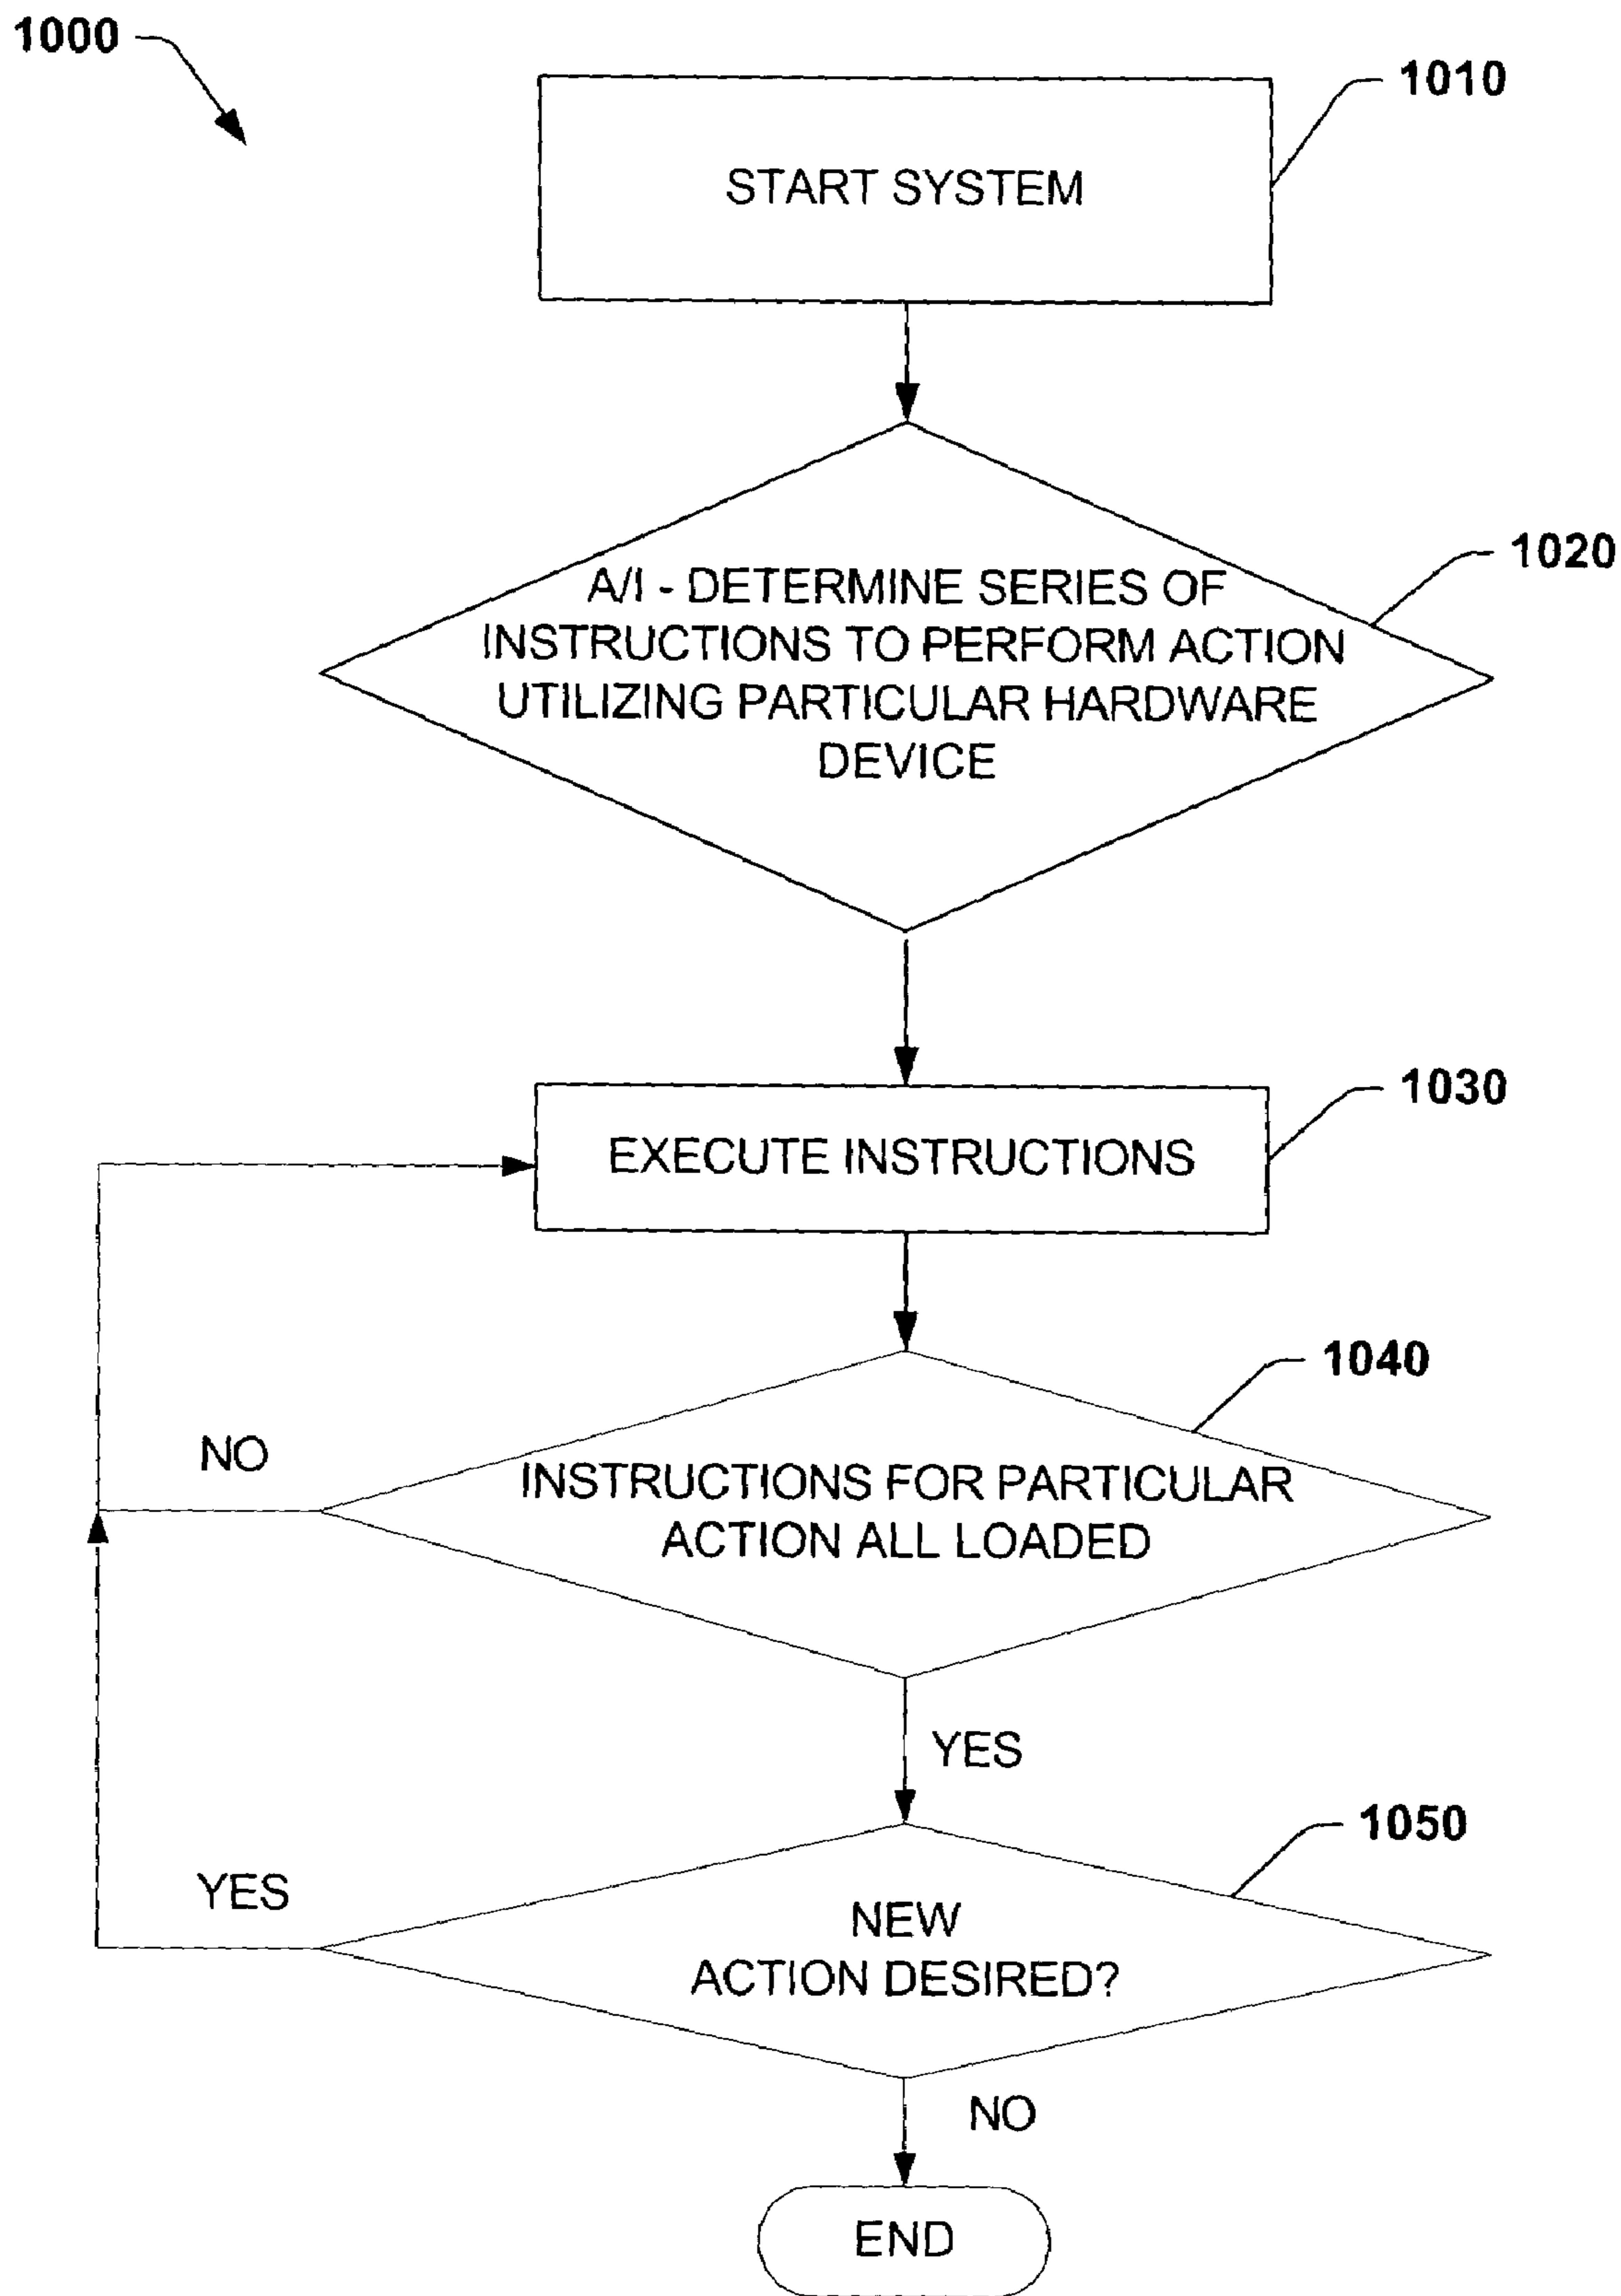 1000
1010
START SYSTEM
1020
A/I - DETERMINE SERIES OF
INSTRUCTIONS TO PERFORM ACTION
UTILIZING PARTICULAR HARDWARE
DEVICE
1030
EXECUTE INSTRUCTIONS
1040
NO
INSTRUCTIONS FOR PARTICULAR
ACTION ALL LOADED
YES
1050
YES
NEW
ACTION DESIRED?
NO
END